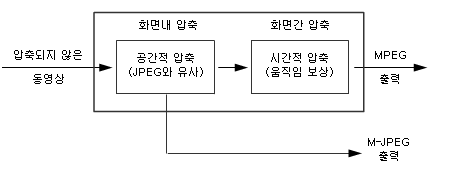 화면내 압축
화면간 압축
압축되지 않은
동영상
공간적 압축
(JPEG와 유사)
시간적 압축
(움직임 보상)
MPEG
출력
M-JPEG
출력